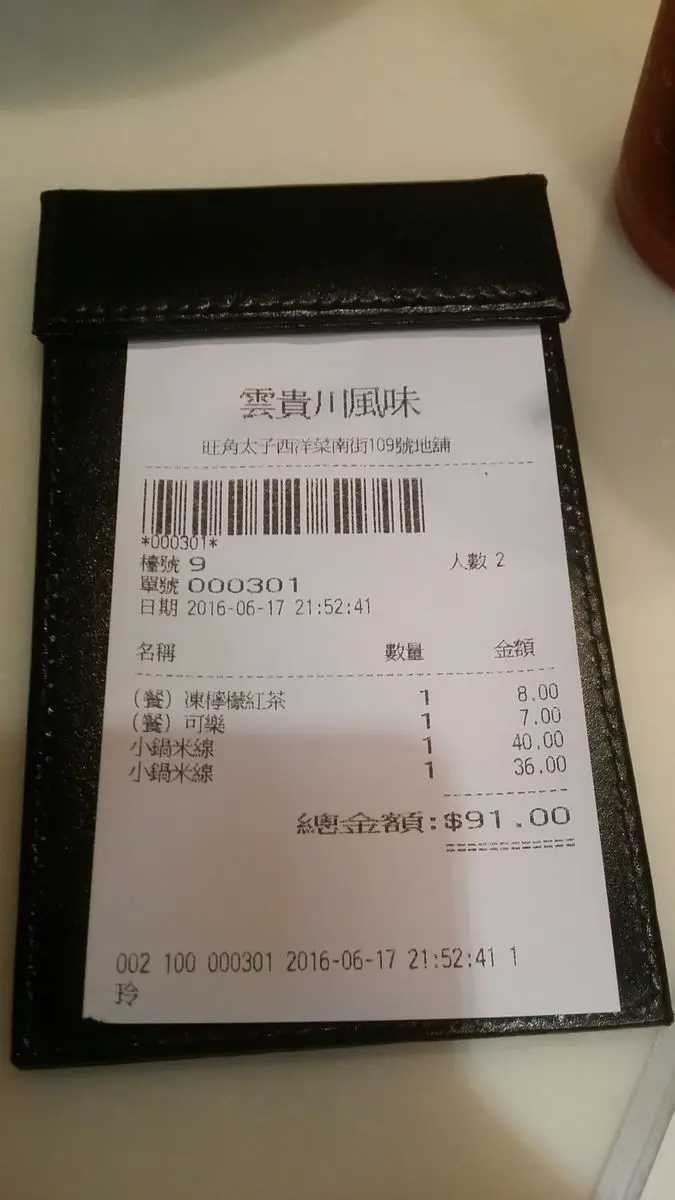 雲貴川風味
旺角太子西洋菜南街109號地舖
*000301*
檯號 9 人數 2
單號 000301
日期 2016-06-17 21:52:41
名稱 數量 金額
(餐) 凍檸檬紅茶 1 8.00
(餐) 可樂 1 7.00
小鍋米線 1 40.00
小鍋米線 1 36.00
總金額:$91.00
002 100 000301 2016-06-17 21:52:41 1
玲